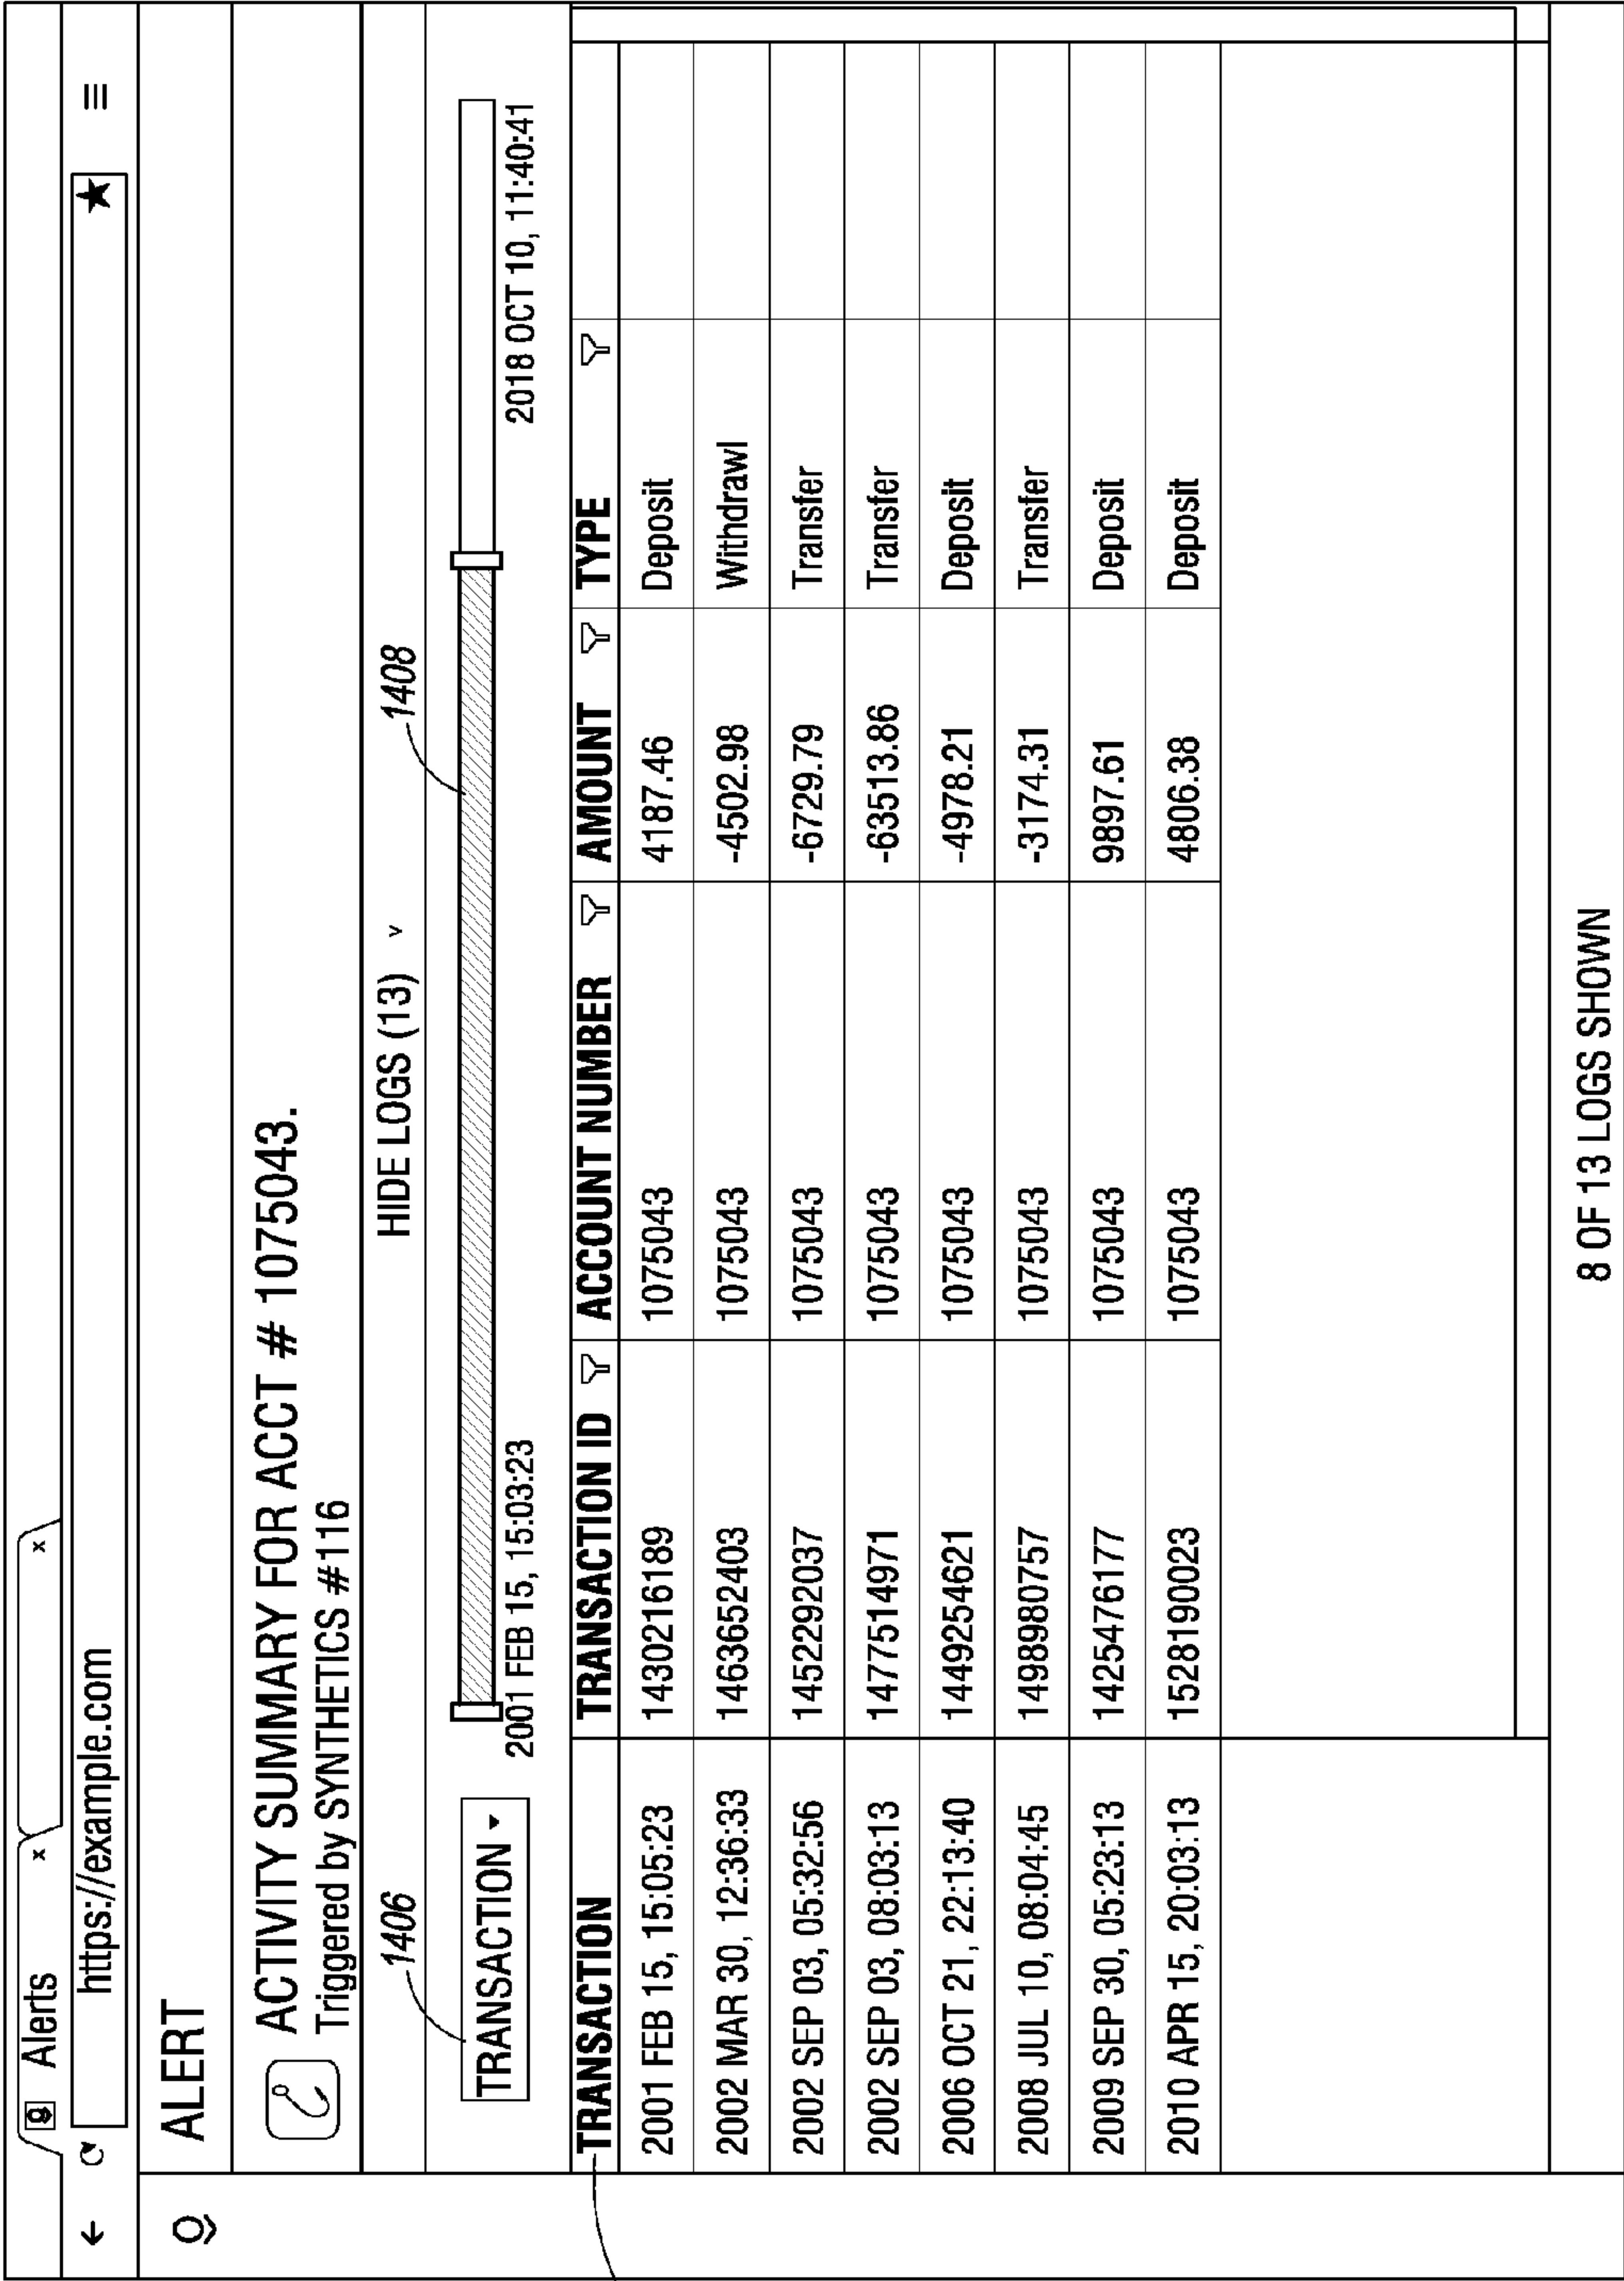 Alerts x x
https://example.com
ALERT
ACTIVITY SUMMARY FOR ACCT # 1075043.
Triggered by SYNTHETICS #116
HIDE LOGS (13) v
1406
1408
TRANSACTION
2001 FEB 15, 15:03:23
2018 OCT 10, 11:40:41
TRANSACTION TRANSACTION ID ACCOUNT NUMBER AMOUNT TYPE
2001 FEB 15, 15:05:23 1430216189 1075043 4187.46 Deposit
2002 MAR 30, 12:36:33 1463652403 1075043 -4502.98 Withdrawl
2002 SEP 03, 05:32:56 1452292037 1075043 -6729.79 Transfer
2002 SEP 03, 08:03:13 1477514971 1075043 -63513.86 Transfer
2006 OCT 21, 22:13:40 1449254621 1075043 -4978.21 Deposit
2008 JUL 10, 08:04:45 1498980757 1075043 -3174.31 Transfer
2009 SEP 30, 05:23:13 1425476177 1075043 9897.61 Deposit
2010 APR 15, 20:03:13 1528190023 1075043 4806.38 Deposit
8 OF 13 LOGS SHOWN